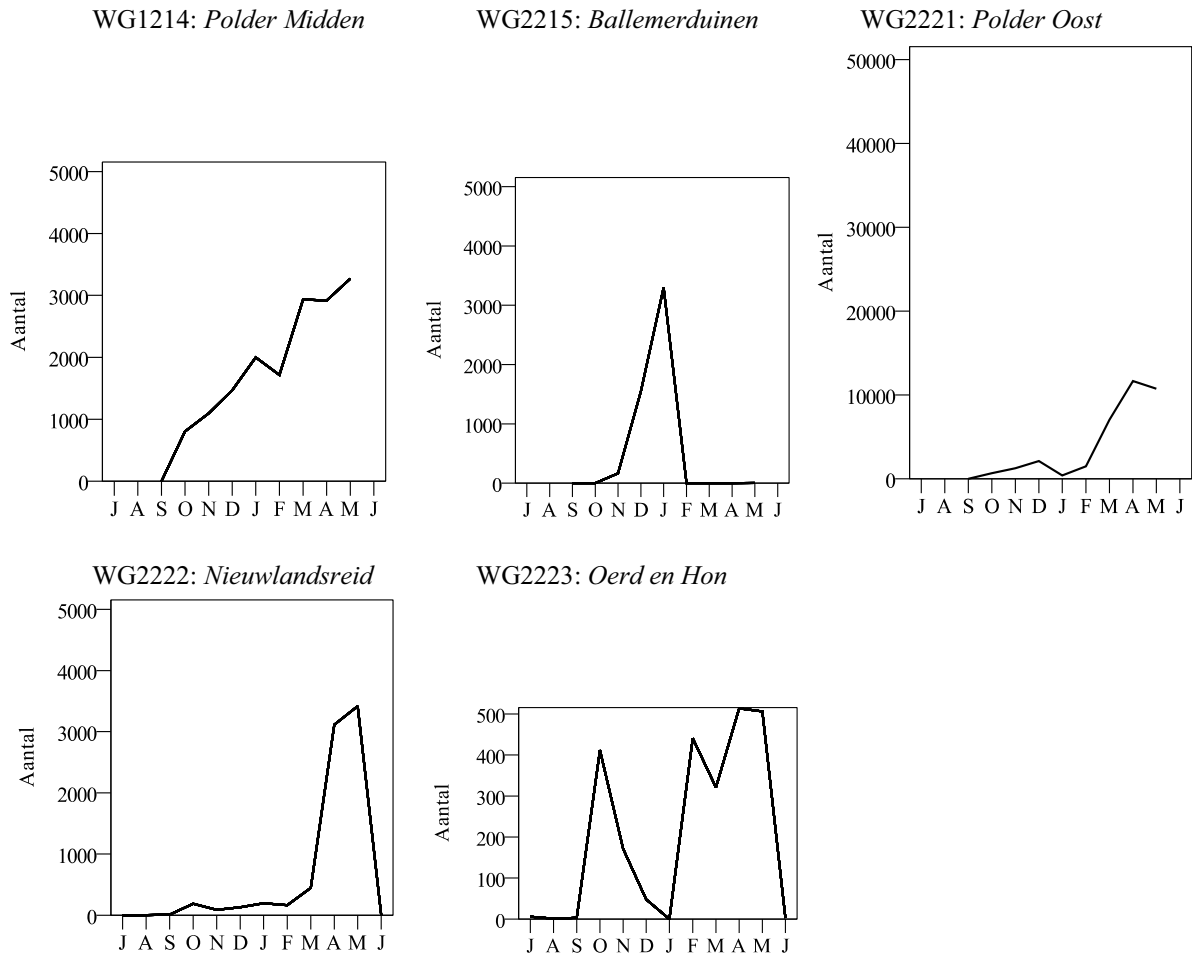 WG1214: Polder Midden
5000
4000
3000
2000
1000
0
Aantal
J A S O N D J F M A M J
WG2215: Ballemerduinen
5000
4000
3000
2000
1000
0
Aantal
J A S O N D J F M A M J
WG2221: Polder Oost
50000
40000
30000
20000
10000
0
Aantal
J A S O N D J F M A M J
WG2222: Nieuwlandsreid
5000
4000
3000
2000
1000
0
Aantal
J A S O N D J F M A M J
WG2223: Oerd en Hon
500
400
300
200
100
0
Aantal
J A S O N D J F M A M J